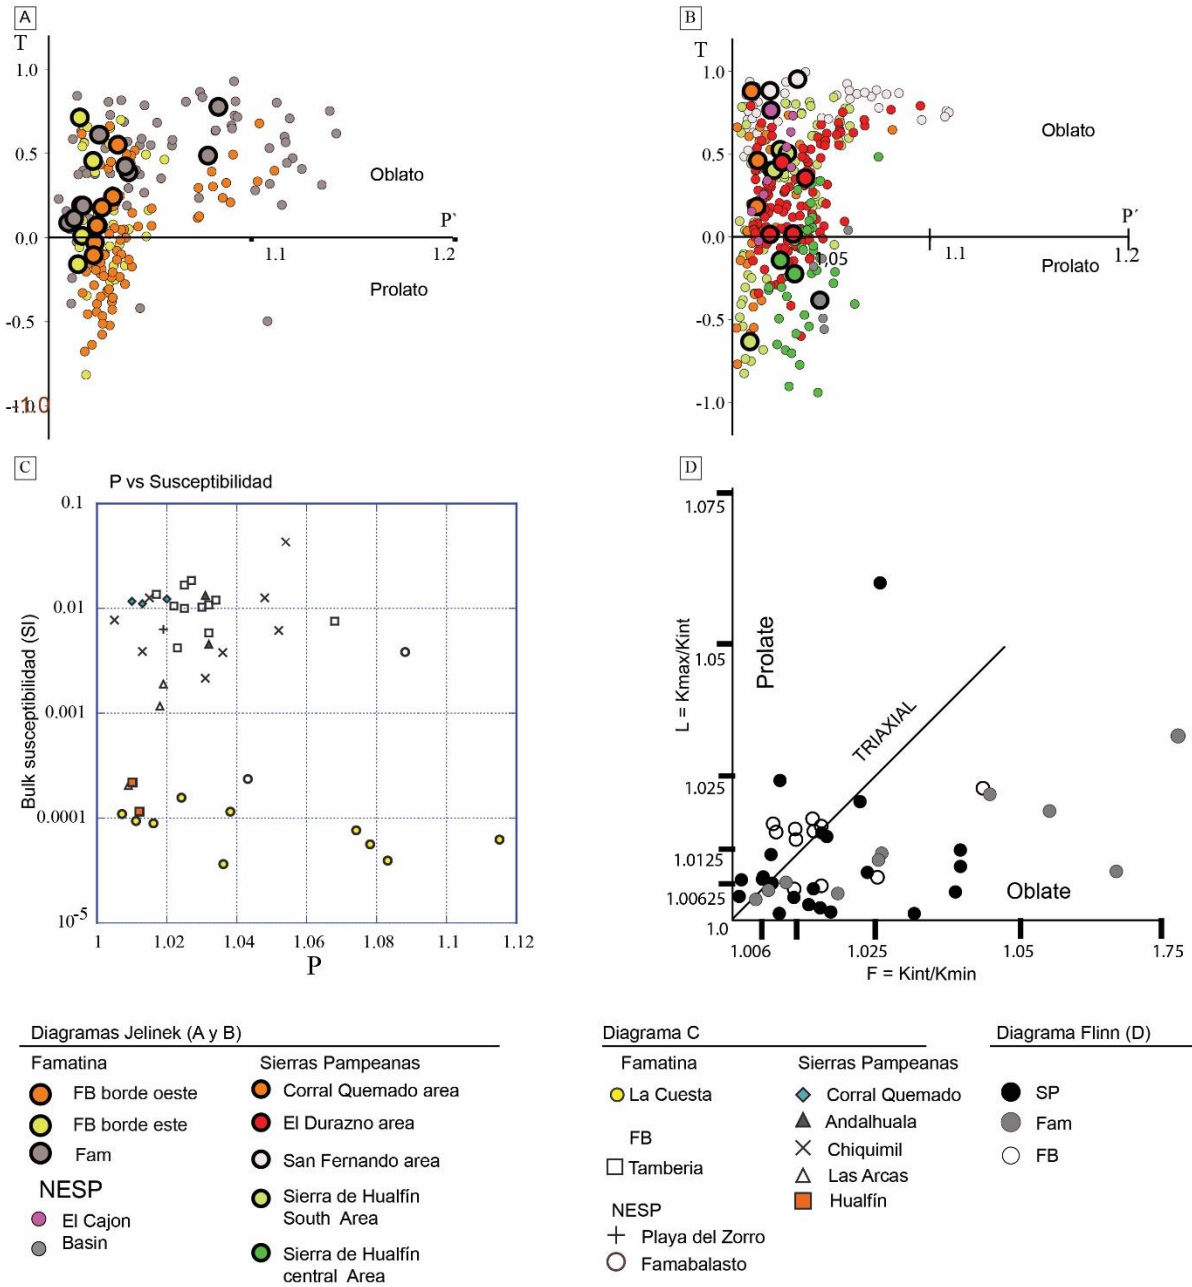 A
T
1.0
0.5
0.0
-0.5
Oblato
P`
1.1
1.2
Prolato
B
T
1.0
0.5
0.0
-0.5
-1.0
Oblato
P´
1.05
1.1
1.2
Prolato
C
P vs Susceptibilidad
0.1
0.01
0.001
0.0001
10-5
Bulk susceptibilidad (SI)
1
1.02
1.04
1.06
1.08
1.1
1.12
P
D
1.075
1.05
1.025
1.0125
1.00625
1.0
L = Kmax/Kint
Prolate
TRIAXIAL
Oblate
1.006
1.025
1.05
1.75
F = Kint/Kmin
Diagramas Jelinek (A y B)
Famatina
FB borde oeste
FB borde este
Fam
NESP
El Cajon
Basin
Sierras Pampeanas
Corral Quemado area
El Durazno area
San Fernando area
Sierra de Hualfín
South Area
Sierra de Hualfín
central Area
Diagrama C
Famatina
La Cuesta
FB
Tamberia
NESP
Playa del Zorro
Famabalasto
Sierras Pampeanas
Corral Quemado
Andalhuala
Chiquimil
Las Arcas
Hualfín
Diagrama Flinn (D)
SP
Fam
FB